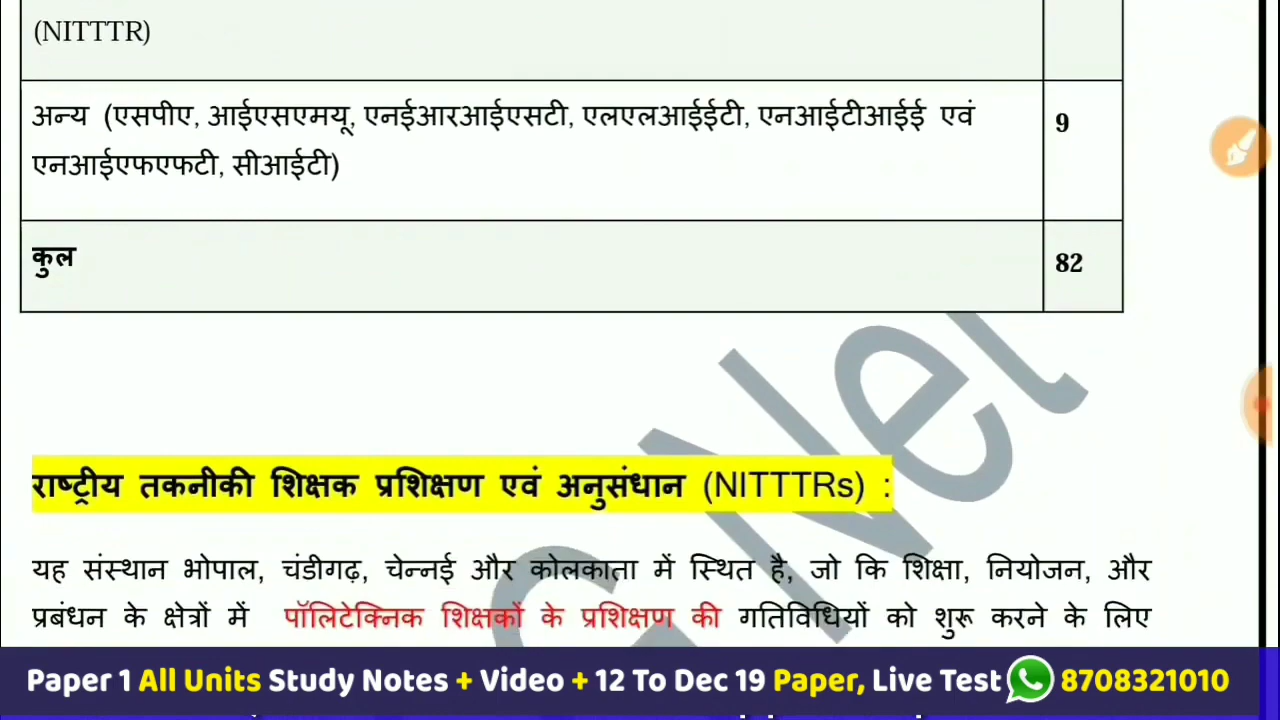 (NITTTR)
अन्य (एसपीए, आईएसएमयू, एनईआरआईएसटी, एलएलआईईटी, एनआईटीआईई एवं 9
एनआईएफएफटी, सीआईटी)
कुल 82
राष्ट्रीय तकनीकी शिक्षक प्रशिक्षण एवं अनुसंधान (NITTTRs) :
यह संस्थान भोपाल, चंडीगढ़, चेन्नई और कोलकाता में स्थित है, जो कि शिक्षा, नियोजन, और
प्रबंधन के क्षेत्रों में पॉलिटेक्निक शिक्षकों के प्रशिक्षण की गतिविधियों को शुरू करने के लिए
G Net
Paper 1 All Units Study Notes + Video + 12 To Dec 19 Paper, Live Test 8708321010